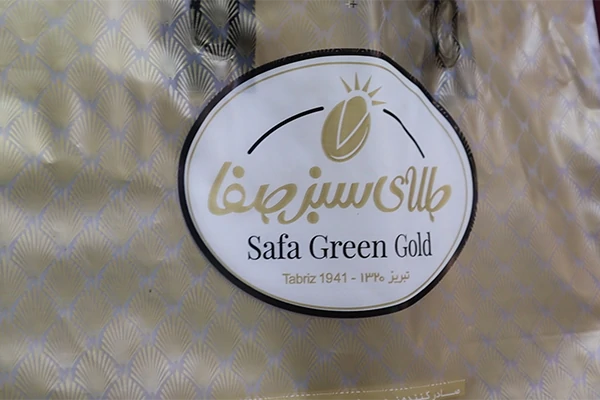 طلای سبز صفا
Safa Green Gold
Tabriz 1941 - تبریز ۱۳۲۰